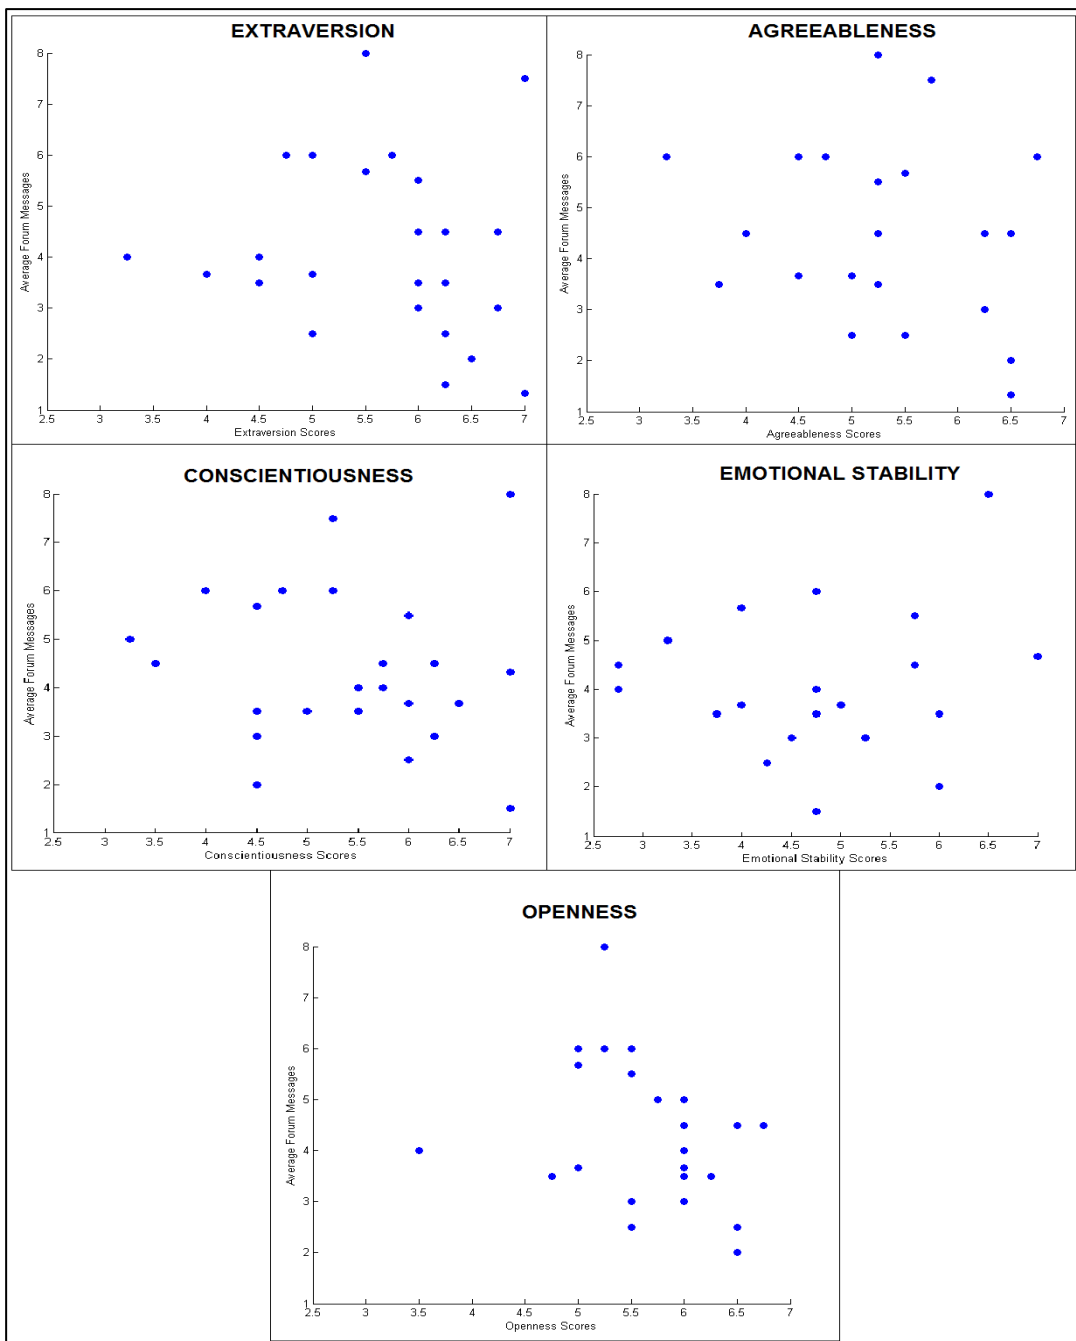 EXTRAVERSION
8
7
6
5
4
3
2
1
Average Forum Messages
2.5 3 3.5 4 4.5 5 5.5 6 6.5 7
Extraversion Scores
AGREEABLENESS
8
7
6
5
4
3
2
1
Average Forum Messages
2.5 3 3.5 4 4.5 5 5.5 6 6.5 7
Agreeableness Scores
CONSCIENTIOUSNESS
8
7
6
5
4
3
2
1
Average Forum Messages
2.5 3 3.5 4 4.5 5 5.5 6 6.5 7
Conscientiousness Scores
EMOTIONAL STABILITY
8
7
6
5
4
3
2
1
Average Forum Messages
2.5 3 3.5 4 4.5 5 5.5 6 6.5 7
Emotional Stability Scores
OPENNESS
8
7
6
5
4
3
2
1
Average Forum Messages
2.5 3 3.5 4 4.5 5 5.5 6 6.5 7
Openness Scores